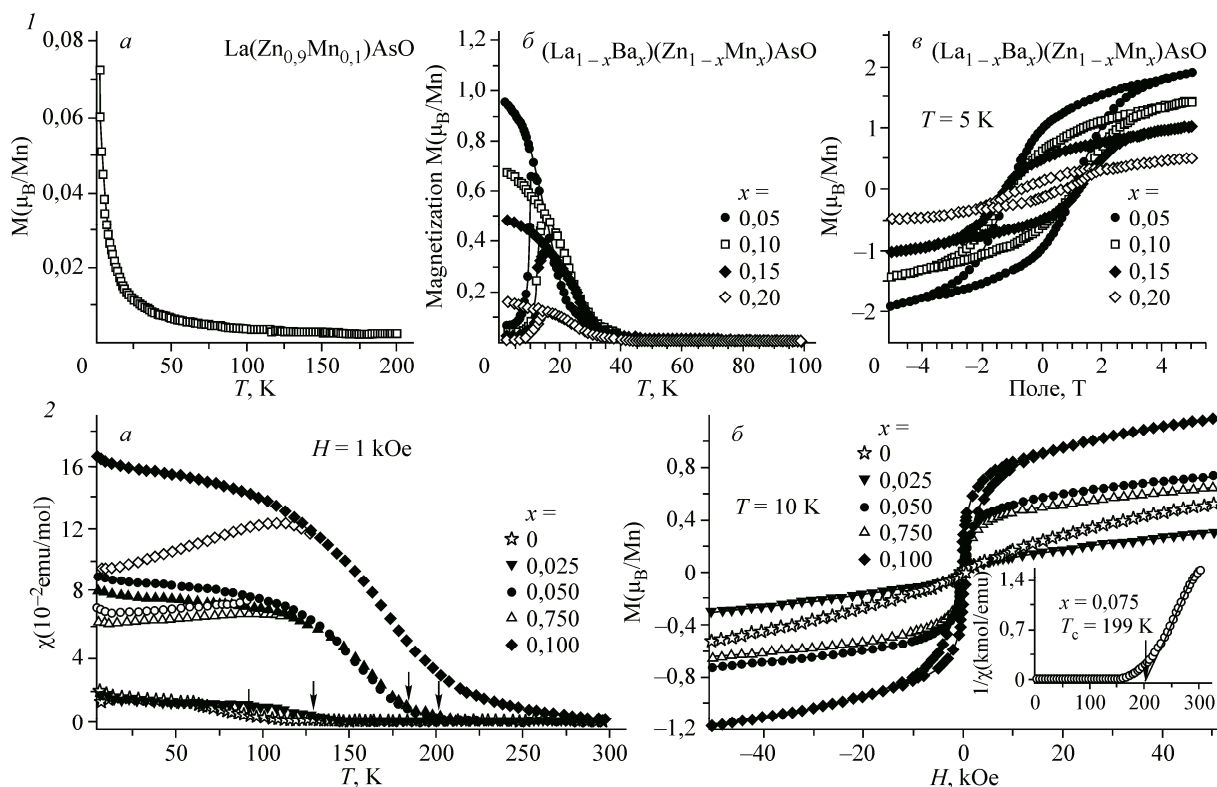 1
а
La(Zn0,9Mn0,1)AsO
M(μB/Mn)
0,08
0,06
0,04
0,02
0
50
100
150
200
T, K
б
(La1 – xBax)(Zn1 – xMnx)AsO
Magnetization M(μB/Mn)
1,2
1,0
0,8
0,6
0,4
0,2
0
20
40
60
80
100
T, K
x =
0,05
0,10
0,15
0,20
в
(La1 – xBax)(Zn1 – xMnx)AsO
T = 5 K
M(μB/Mn)
2
1
0
–1
–2
–4
–2
0
2
4
Поле, Т
x =
0,05
0,10
0,15
0,20
2
а
H = 1 kOe
χ(10–2emu/mol)
16
12
8
4
0
50
100
150
200
250
300
T, K
x =
0
0,025
0,050
0,750
0,100
б
x =
0
0,025
0,050
0,750
0,100
T = 10 K
M(μB/Mn)
0,8
0,4
0
–0,4
–0,8
–1,2
–40
–20
0
20
40
H, kOe
1/χ(kmol/emu)
1,4
0,7
0
x = 0,075
Tc = 199 K
0
100
200
300